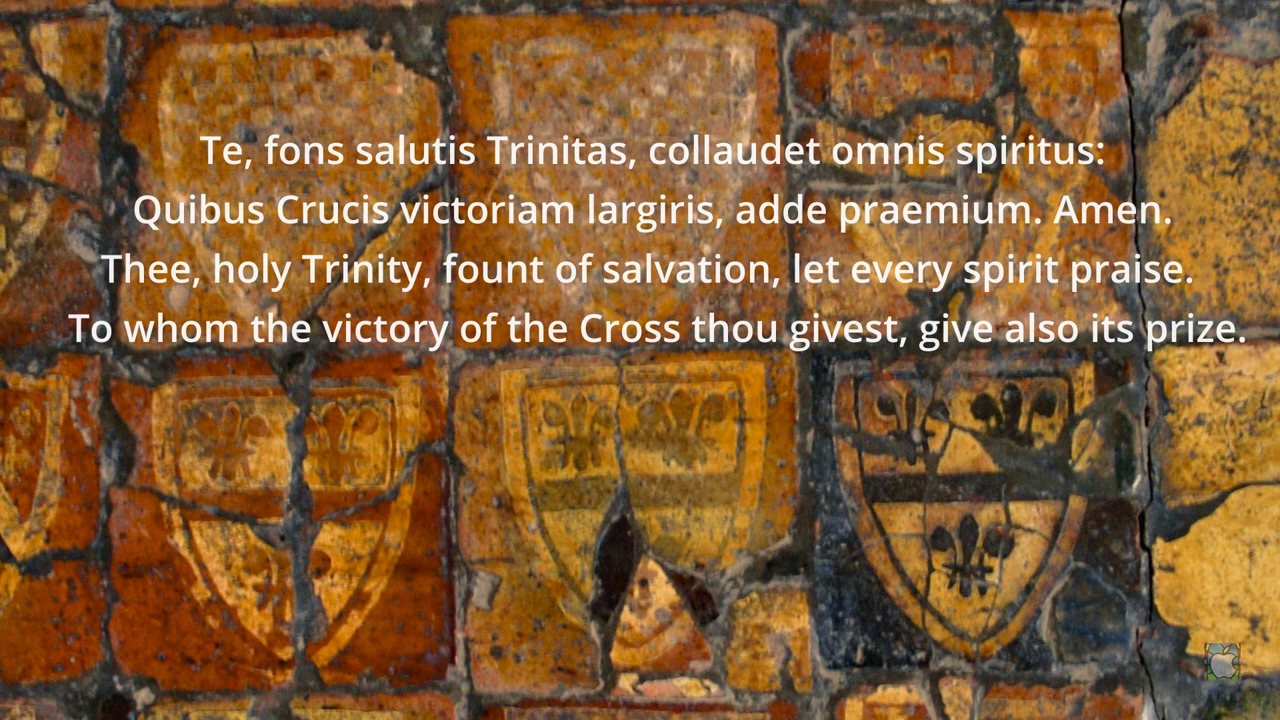 Te, fons salutis Trinitas, collaudet omnis spiritus:
Quibus Crucis victoriam largiris, adde praemium. Amen.
Thee, holy Trinity, fount of salvation, let every spirit praise.
To whom the victory of the Cross thou givest, give also its prize.